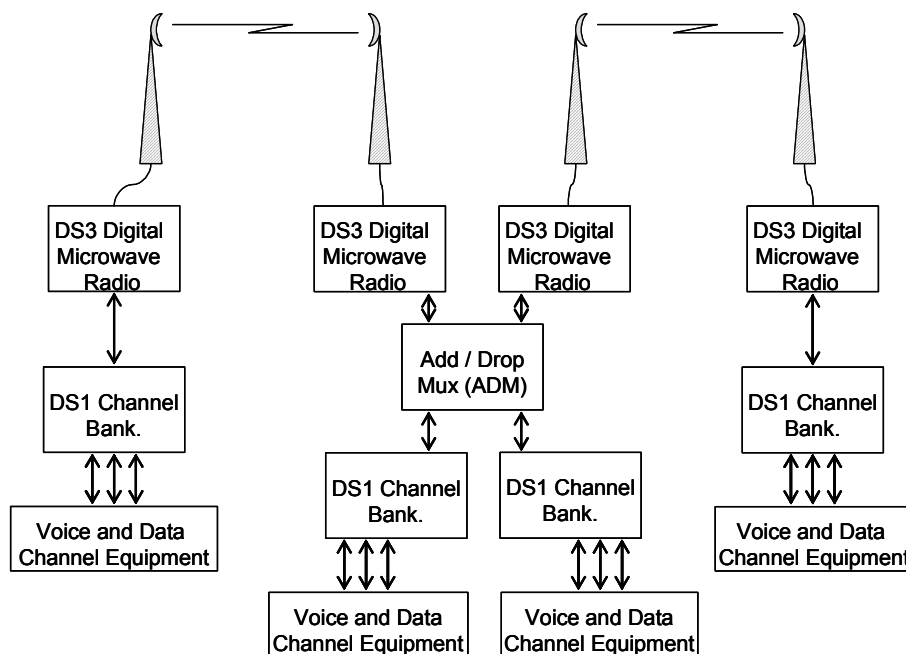 DS3 Digital
Microwave
Radio
DS3 Digital
Microwave
Radio
DS3 Digital
Microwave
Radio
DS3 Digital
Microwave
Radio
Add / Drop
Mux (ADM)
DS1 Channel
Bank.
DS1 Channel
Bank.
DS1 Channel
Bank.
DS1 Channel
Bank.
Voice and Data
Channel Equipment
Voice and Data
Channel Equipment
Voice and Data
Channel Equipment
Voice and Data
Channel Equipment